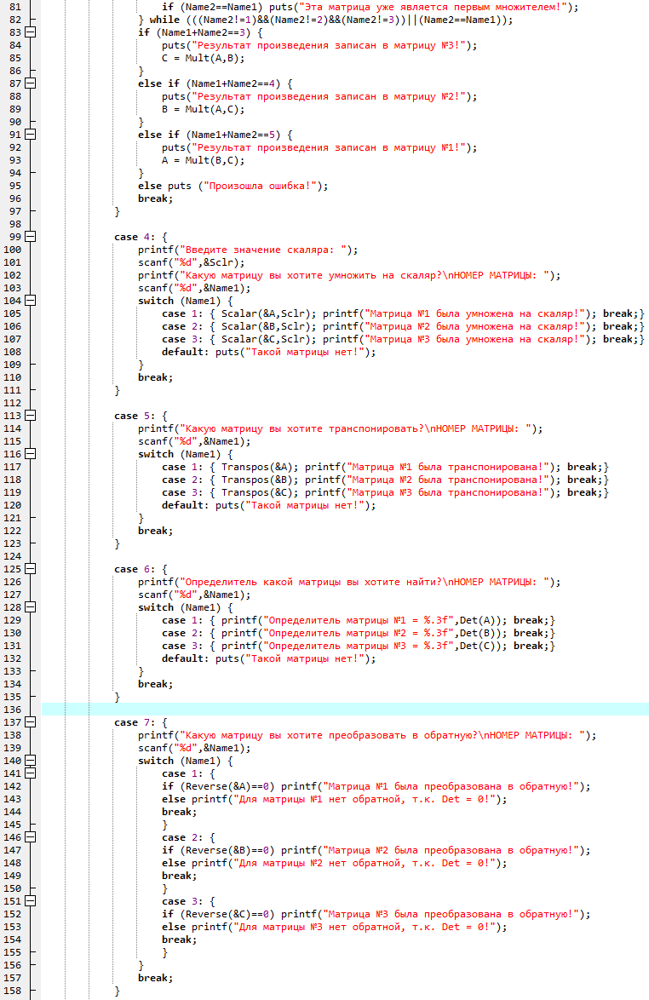 81 if (Name2==Name1) puts("Эта матрица уже является первым множителем!");
82 } while (((Name2!=1)&&(Name2!=2)&&(Name2!=3))||(Name2==Name1));
83 if (Name1+Name2==3) {
84 puts("Результат произведения записан в матрицу №3!");
85 C = Mult(A,B);
86 }
87 else if (Name1+Name2==4) {
88 puts("Результат произведения записан в матрицу №2!");
89 B = Mult(A,C);
90 }
91 else if (Name1+Name2==5) {
92 puts("Результат произведения записан в матрицу №1!");
93 A = Mult(B,C);
94 }
95 else puts ("Произошла ошибка!");
96 break;
97 }
98
99 case 4: {
100 printf("Введите значение скаляра: ");
101 scanf("%d",&Sclr);
102 printf("Какую матрицу вы хотите умножить на скаляр?\nНОМЕР МАТРИЦЫ: ");
103 scanf("%d",&Name1);
104 switch (Name1) {
105 case 1: { Scalar(&A,Sclr); printf("Матрица №1 была умножена на скаляр!"); break;}
106 case 2: { Scalar(&B,Sclr); printf("Матрица №2 была умножена на скаляр!"); break;}
107 case 3: { Scalar(&C,Sclr); printf("Матрица №3 была умножена на скаляр!"); break;}
108 default: puts("Такой матрицы нет!");
109 }
110 break;
111 }
112
113 case 5: {
114 printf("Какую матрицу вы хотите транспонировать?\nНОМЕР МАТРИЦЫ: ");
115 scanf("%d",&Name1);
116 switch (Name1) {
117 case 1: { Transpos(&A); printf("Матрица №1 была транспонирована!"); break;}
118 case 2: { Transpos(&B); printf("Матрица №2 была транспонирована!"); break;}
119 case 3: { Transpos(&C); printf("Матрица №3 была транспонирована!"); break;}
120 default: puts("Такой матрицы нет!");
121 }
122 break;
123 }
124
125 case 6: {
126 printf("Определитель какой матрицы вы хотите найти?\nНОМЕР МАТРИЦЫ: ");
127 scanf("%d",&Name1);
128 switch (Name1) {
129 case 1: { printf("Определитель матрицы №1 = %.3f",Det(A)); break;}
130 case 2: { printf("Определитель матрицы №2 = %.3f",Det(B)); break;}
131 case 3: { printf("Определитель матрицы №3 = %.3f",Det(C)); break;}
132 default: puts("Такой матрицы нет!");
133 }
134 break;
135 }
136
137 case 7: {
138 printf("Какую матрицу вы хотите преобразовать в обратную?\nНОМЕР МАТРИЦЫ: ");
139 scanf("%d",&Name1);
140 switch (Name1) {
141 case 1: {
142 if (Reverse(&A)==0) printf("Матрица №1 была преобразована в обратную!");
143 else printf("Для матрицы №1 нет обратной, т.к. Det = 0!");
144 break;
145 }
146 case 2: {
147 if (Reverse(&B)==0) printf("Матрица №2 была преобразована в обратную!");
148 else printf("Для матрицы №2 нет обратной, т.к. Det = 0!");
149 break;
150 }
151 case 3: {
152 if (Reverse(&C)==0) printf("Матрица №3 была преобразована в обратную!");
153 else printf("Для матрицы №3 нет обратной, т.к. Det = 0!");
154 break;
155 }
156 }
157 break;
158 }